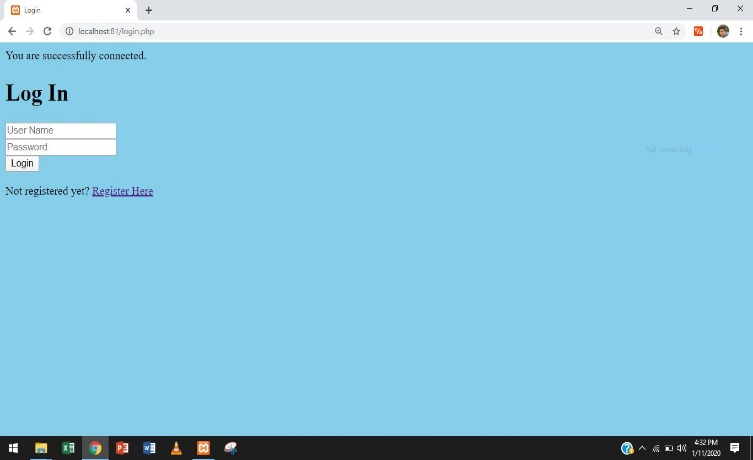 Login
localhost:81/login.php
You are successfully connected.
Log In
User Name
Password
Login
Not registered yet? Register Here
4:32 PM
1/11/2020